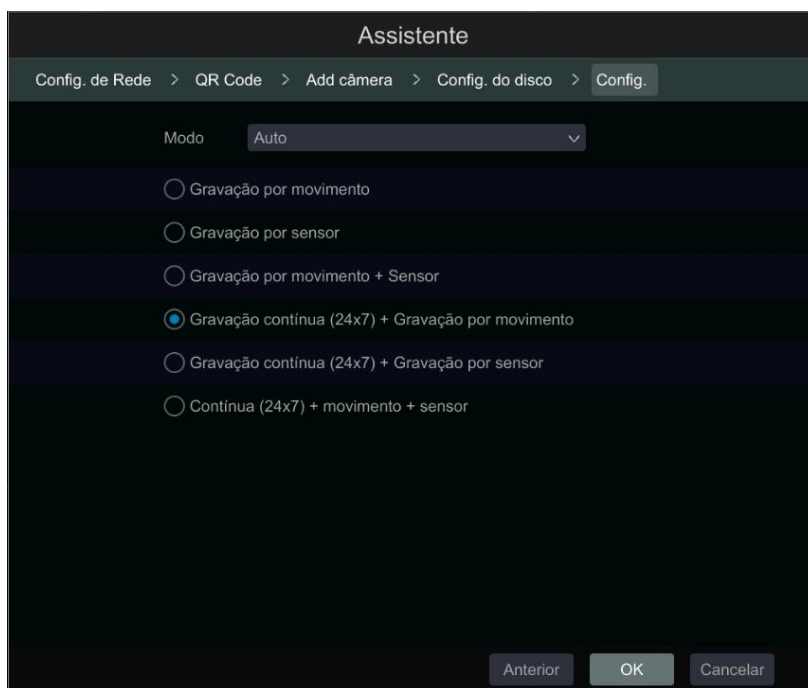 Assistente
Config. de Rede > QR Code > Add câmera > Config. do disco > Config.
Modo Auto
Gravação por movimento
Gravação por sensor
Gravação por movimento + Sensor
Gravação contínua (24x7) + Gravação por movimento
Gravação contínua (24x7) + Gravação por sensor
Contínua (24x7) + movimento + sensor
Anterior OK Cancelar